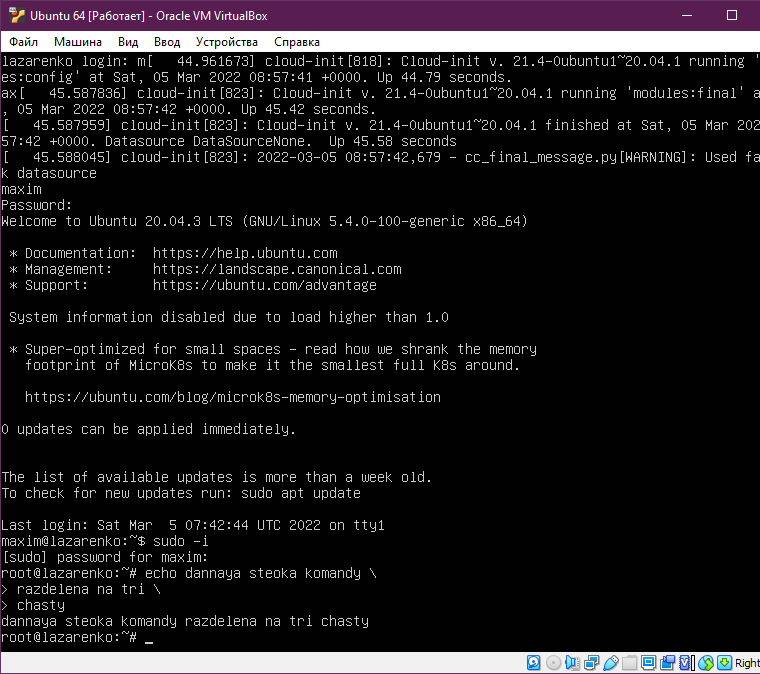 Ubuntu 64 [Работает] - Oracle VM VirtualBox
Файл Машина Вид Ввод Устройства Справка
lazarenko login: m[   44.961673] cloud-init[818]: Cloud-init v. 21.4-0ubuntu1~20.04.1 running '
es:config' at Sat, 05 Mar 2022 08:57:41 +0000. Up 44.79 seconds.
ax[   45.587836] cloud-init[823]: Cloud-init v. 21.4-0ubuntu1~20.04.1 running 'modules:final' a
, 05 Mar 2022 08:57:42 +0000. Up 45.42 seconds.
[   45.587959] cloud-init[823]: Cloud-init v. 21.4-0ubuntu1~20.04.1 finished at Sat, 05 Mar 202
57:42 +0000. Datasource DataSourceNone.  Up 45.58 seconds
[   45.588045] cloud-init[823]: 2022-03-05 08:57:42,679 - cc_final_message.py[WARNING]: Used fa
k datasource
maxim
Password:
Welcome to Ubuntu 20.04.3 LTS (GNU/Linux 5.4.0-100-generic x86_64)
 * Documentation:  https://help.ubuntu.com
 * Management:     https://landscape.canonical.com
 * Support:        https://ubuntu.com/advantage
 System information disabled due to load higher than 1.0
 * Super-optimized for small spaces - read how we shrank the memory
   footprint of MicroK8s to make it the smallest full K8s around.
   https://ubuntu.com/blog/microk8s-memory-optimisation
0 updates can be applied immediately.
The list of available updates is more than a week old.
To check for new updates run: sudo apt update
Last login: Sat Mar  5 07:42:44 UTC 2022 on tty1
maxim@lazarenko:~$ sudo -i
[sudo] password for maxim:
root@lazarenko:~# echo dannaya steoka komandy \
> razdelena na tri \
> chasty
dannaya steoka komandy razdelena na tri chasty
root@lazarenko:~# _
Right